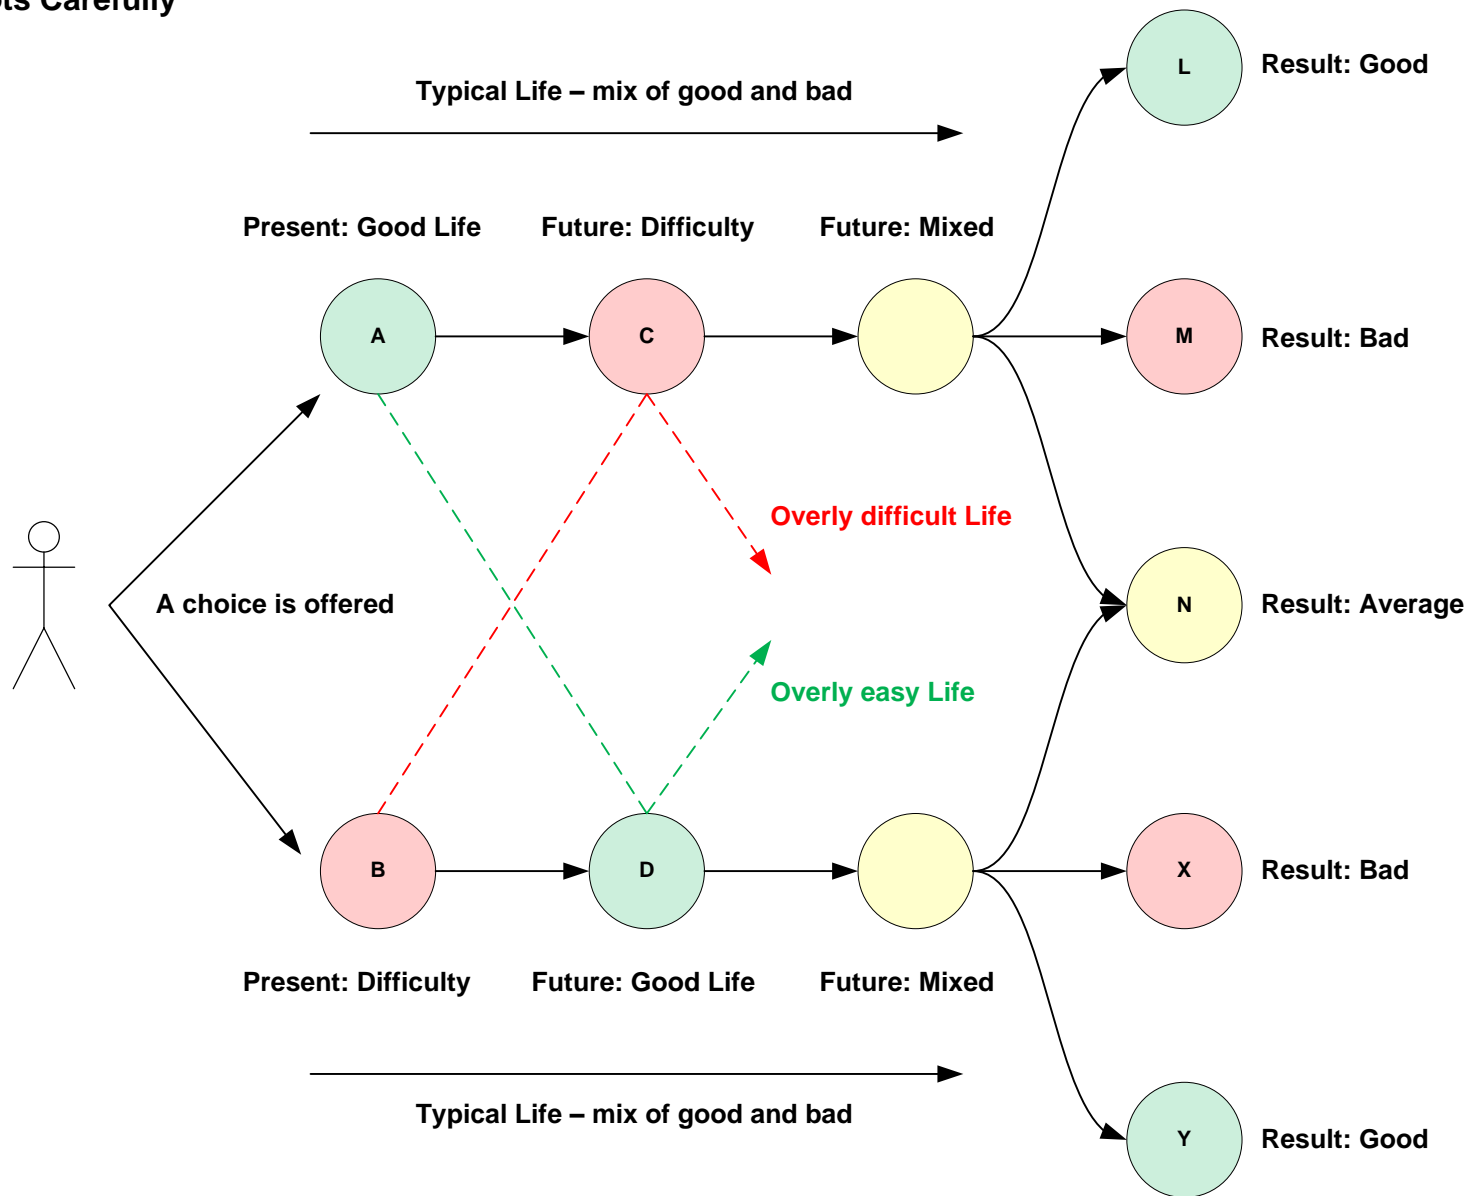 Carefully
L
Result: Good
Typical Life – mix of good and bad
Present: Good Life
Future: Difficulty
Future: Mixed
A
C
M
Result: Bad
Overly difficult Life
A choice is offered
N
Result: Average
Overly easy Life
B
D
X
Result: Bad
Present: Difficulty
Future: Good Life
Future: Mixed
Typical Life – mix of good and bad
Y
Result: Good